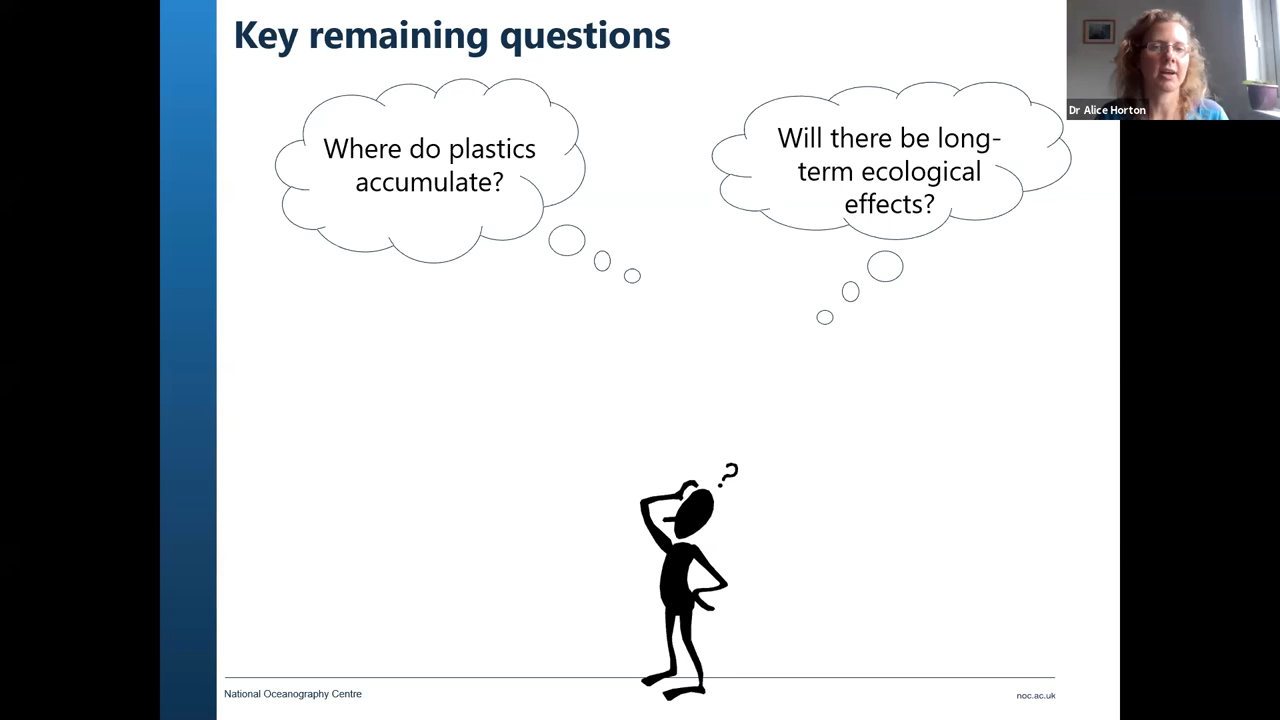 Key remaining questions
Dr Alice Horton
Where do plastics
accumulate?
Will there be long-
term ecological
effects?
?
National Oceanography Centre
noc.ac.uk